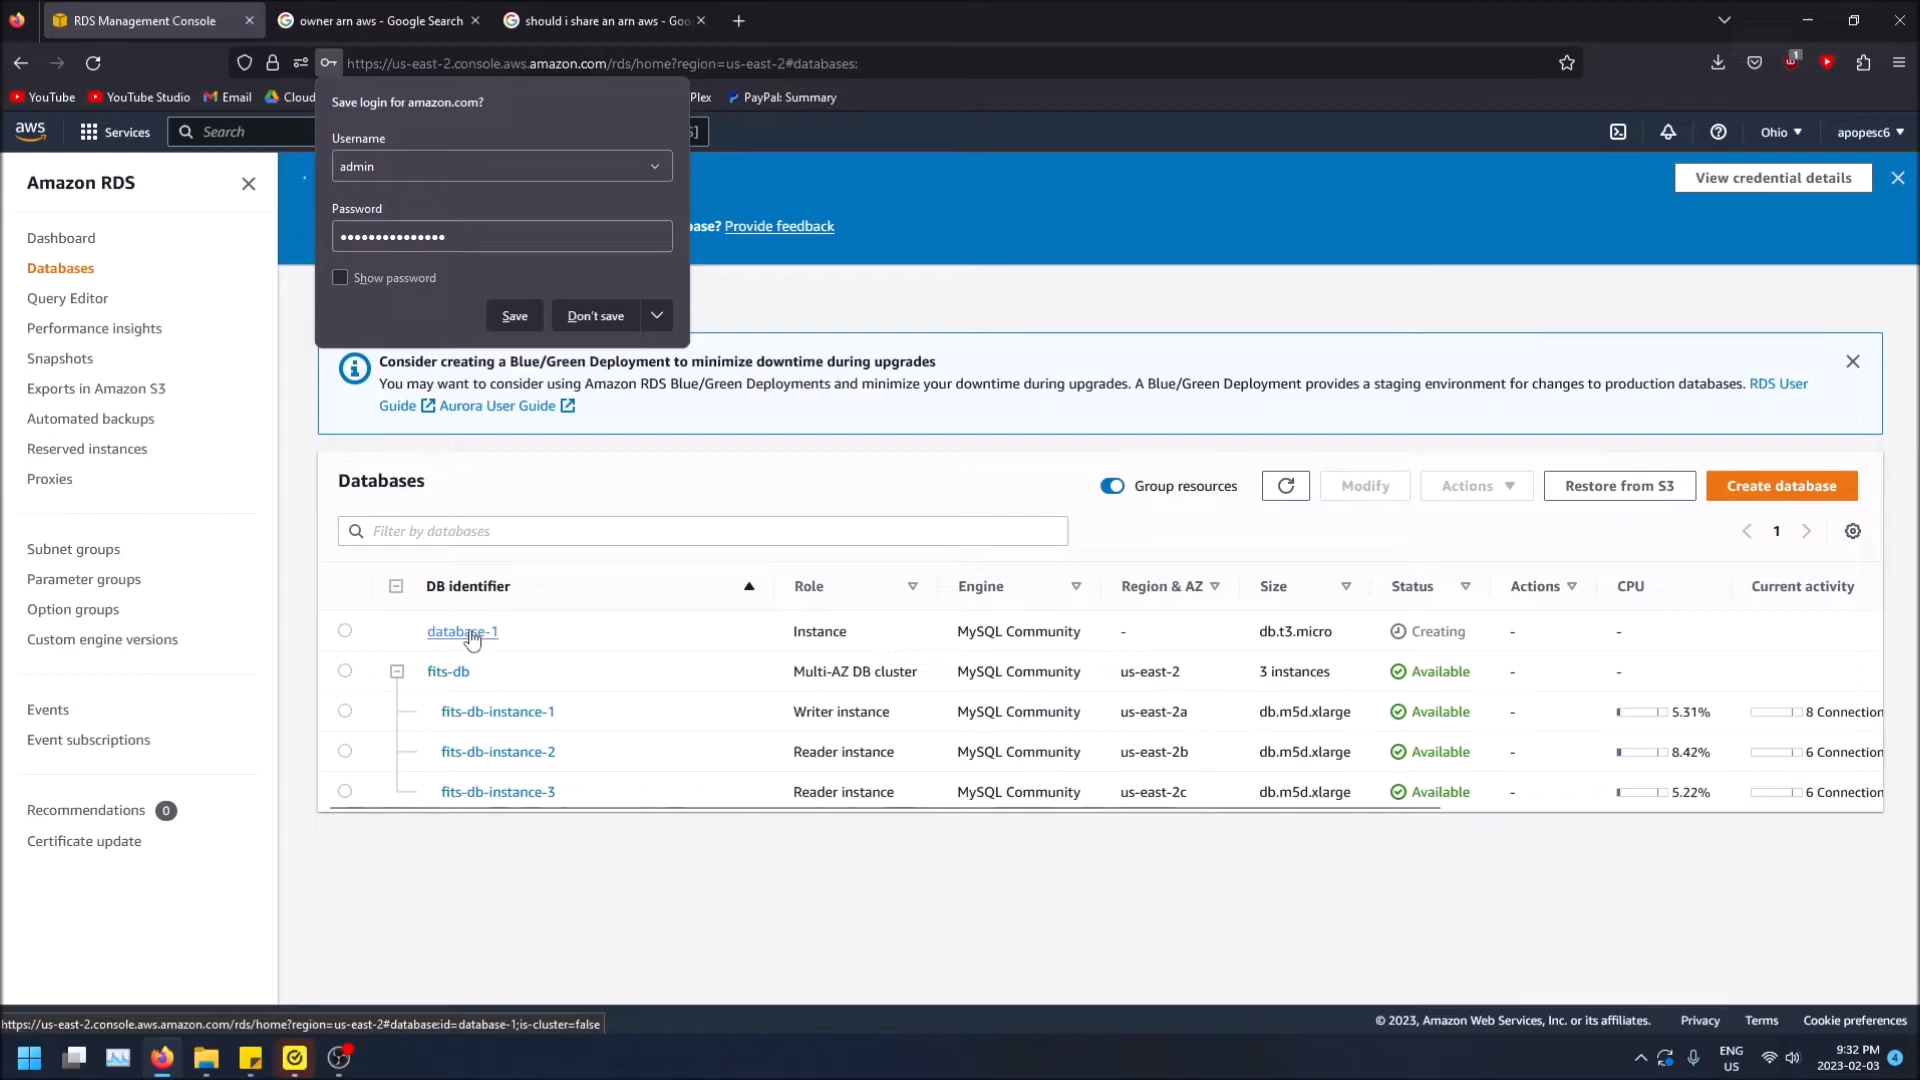 RDS Management Console
owner arn aws - Google Search
should i share an arn aws - Goo
https://us-east-2.console.aws.amazon.com/rds/home?region=us-east-2#databases:
YouTube
YouTube Studio
Email
Cloud
Plex
PayPal: Summary
aws
Services
Search
Ohio
apopesc6
Save login for amazon.com?
Username
admin
Password
•••••••••••••••
Show password
Save
Don't save
Amazon RDS
Dashboard
Databases
Query Editor
Performance insights
Snapshots
Exports in Amazon S3
Automated backups
Reserved instances
Proxies
Subnet groups
Parameter groups
Option groups
Custom engine versions
Events
Event subscriptions
Recommendations 0
Certificate update
View credential details
base? Provide feedback
Consider creating a Blue/Green Deployment to minimize downtime during upgrades
You may want to consider using Amazon RDS Blue/Green Deployments and minimize your downtime during upgrades. A Blue/Green Deployment provides a staging environment for changes to production databases. RDS User
Guide Aurora User Guide
Databases
Group resources
Modify
Actions
Restore from S3
Create database
Filter by databases
1
DB identifier Role Engine Region & AZ Size Status Actions CPU Current activity
database-1 Instance MySQL Community - db.t3.micro Creating - -
fits-db Multi-AZ DB cluster MySQL Community us-east-2 3 instances Available - -
fits-db-instance-1 Writer instance MySQL Community us-east-2a db.m5d.xlarge Available - 5.31% 8 Connection
fits-db-instance-2 Reader instance MySQL Community us-east-2b db.m5d.xlarge Available - 8.42% 6 Connection
fits-db-instance-3 Reader instance MySQL Community us-east-2c db.m5d.xlarge Available - 5.22% 6 Connection
https://us-east-2.console.aws.amazon.com/rds/home?region=us-east-2#database:id=database-1;is-cluster=false
© 2023, Amazon Web Services, Inc. or its affiliates.
Privacy
Terms
Cookie preferences
ENG
US
9:32 PM
2023-02-03
4